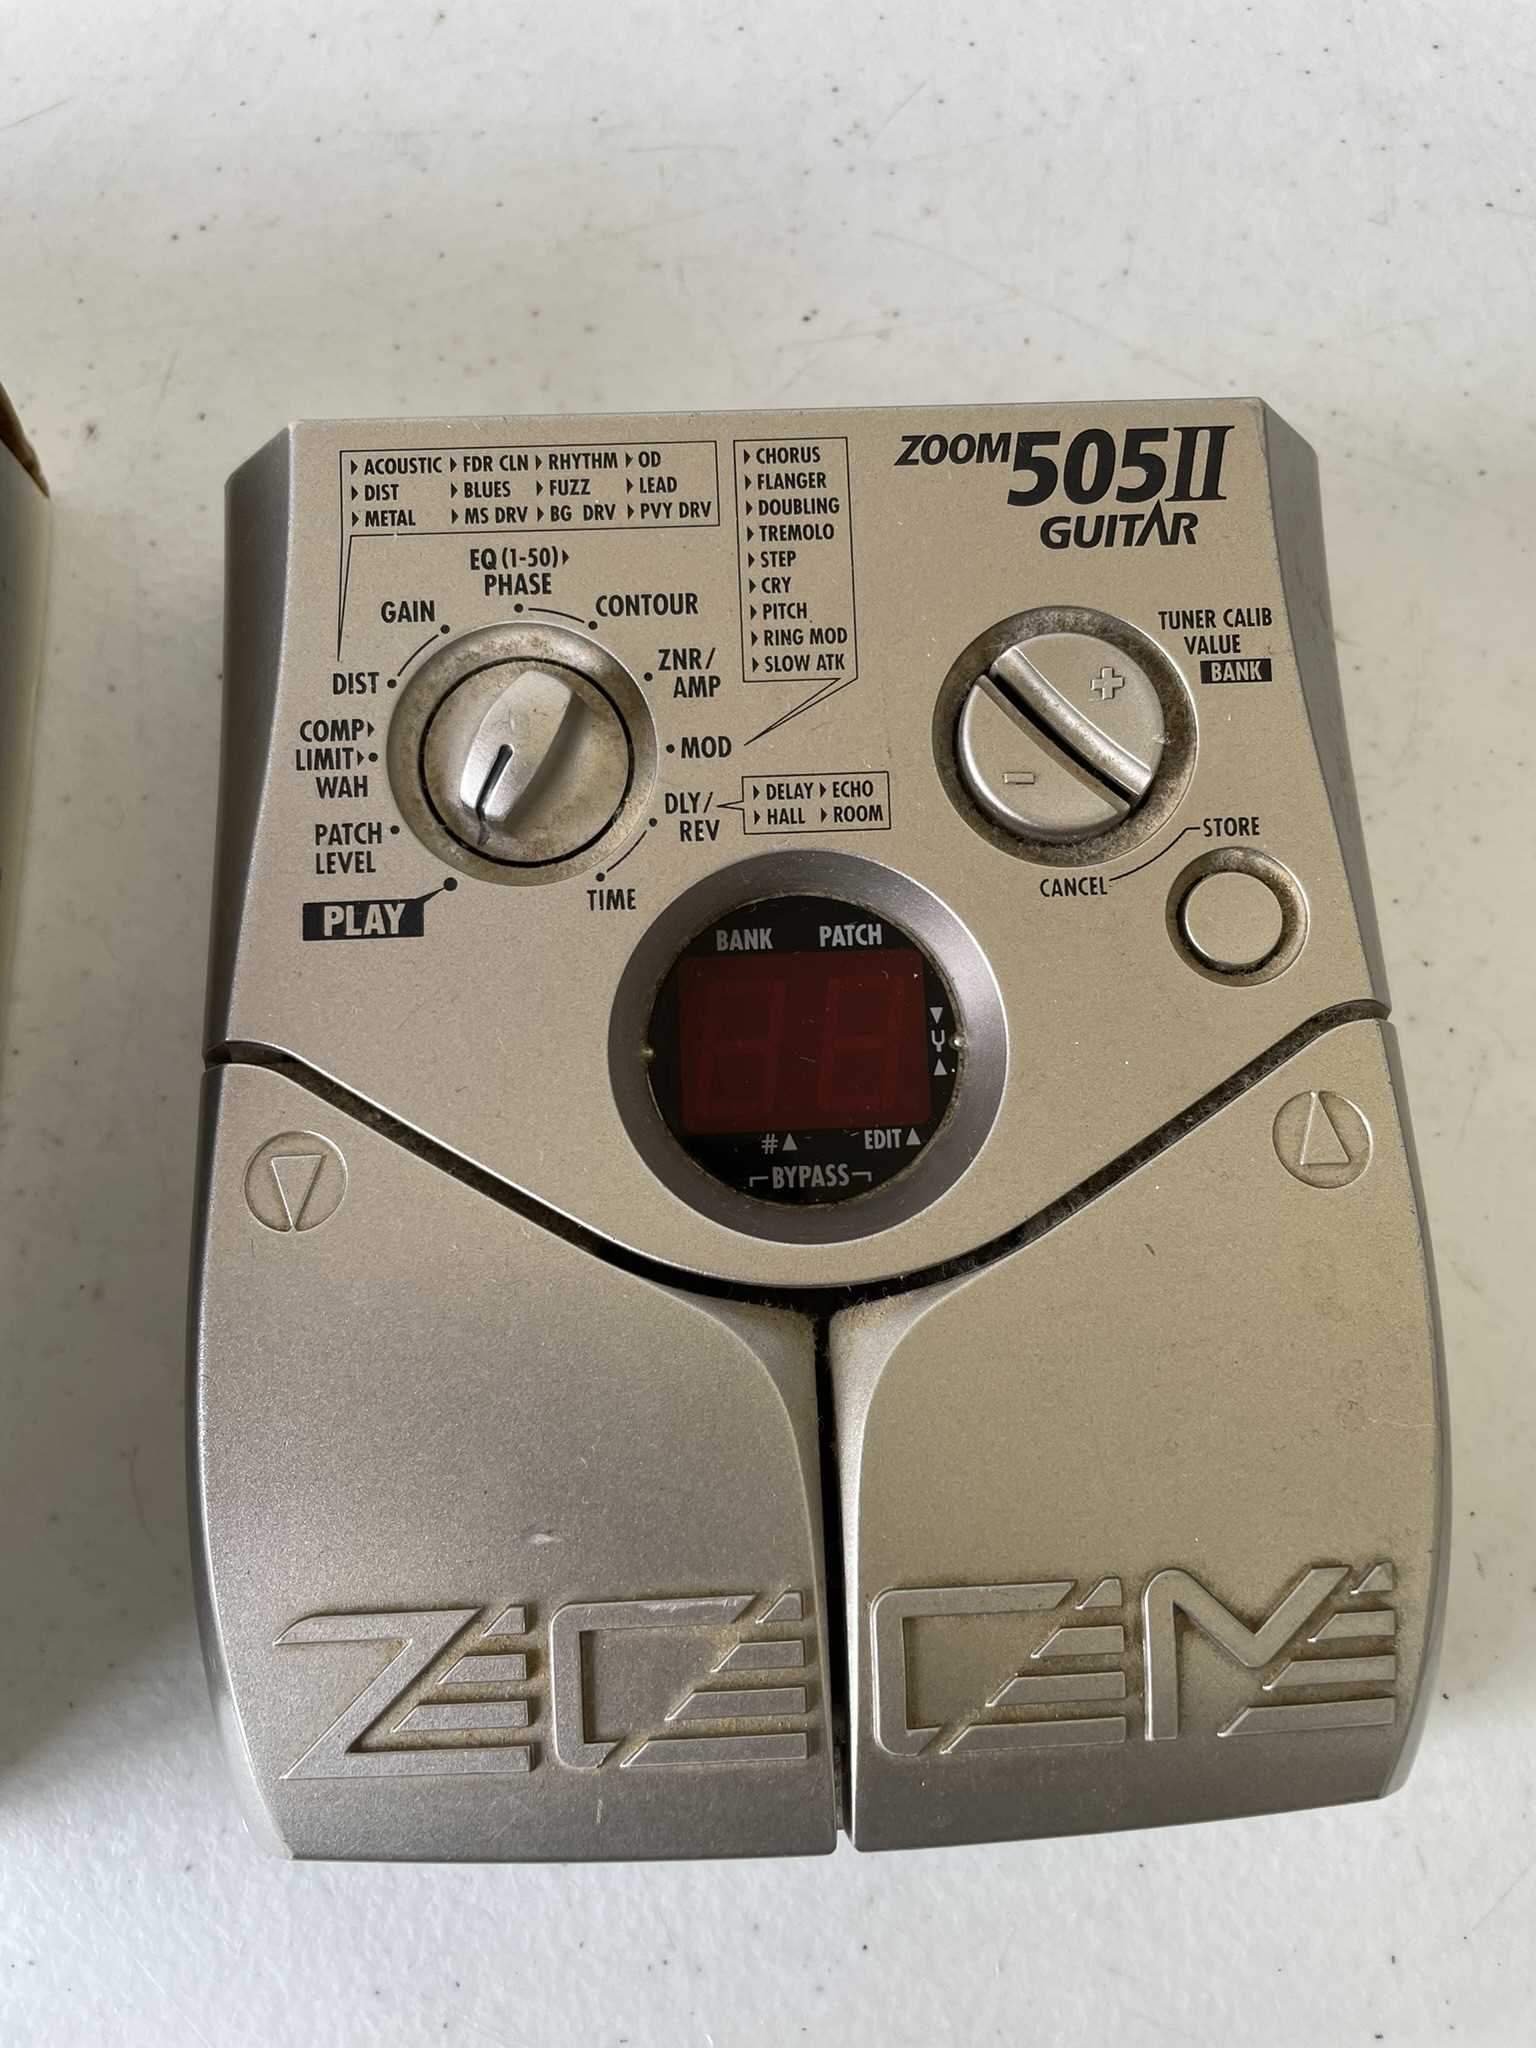 ▸ACOUSTIC ▸FDR CLN ▸RHYTHM ▸OD
▸DIST ▸BLUES ▸FUZZ ▸LEAD
▸METAL ▸MS DRV ▸BG DRV ▸PVY DRV
▸CHORUS
▸FLANGER
▸DOUBLING
▸TREMOLO
▸STEP
▸CRY
▸PITCH
▸RING MOD
▸SLOW ATK
ZOOM 505II
GUITAR
EQ (1-50)▸
PHASE
GAIN
CONTOUR
DIST
ZNR/
AMP
COMP▸
LIMIT▸
WAH
MOD
PATCH
LEVEL
DLY/
REV
▸DELAY ▸ECHO
▸HALL ▸ROOM
TIME
PLAY
TUNER CALIB
VALUE
BANK
+
−
STORE
CANCEL
BANK PATCH
#▲ EDIT▲
BYPASS
ZOOM